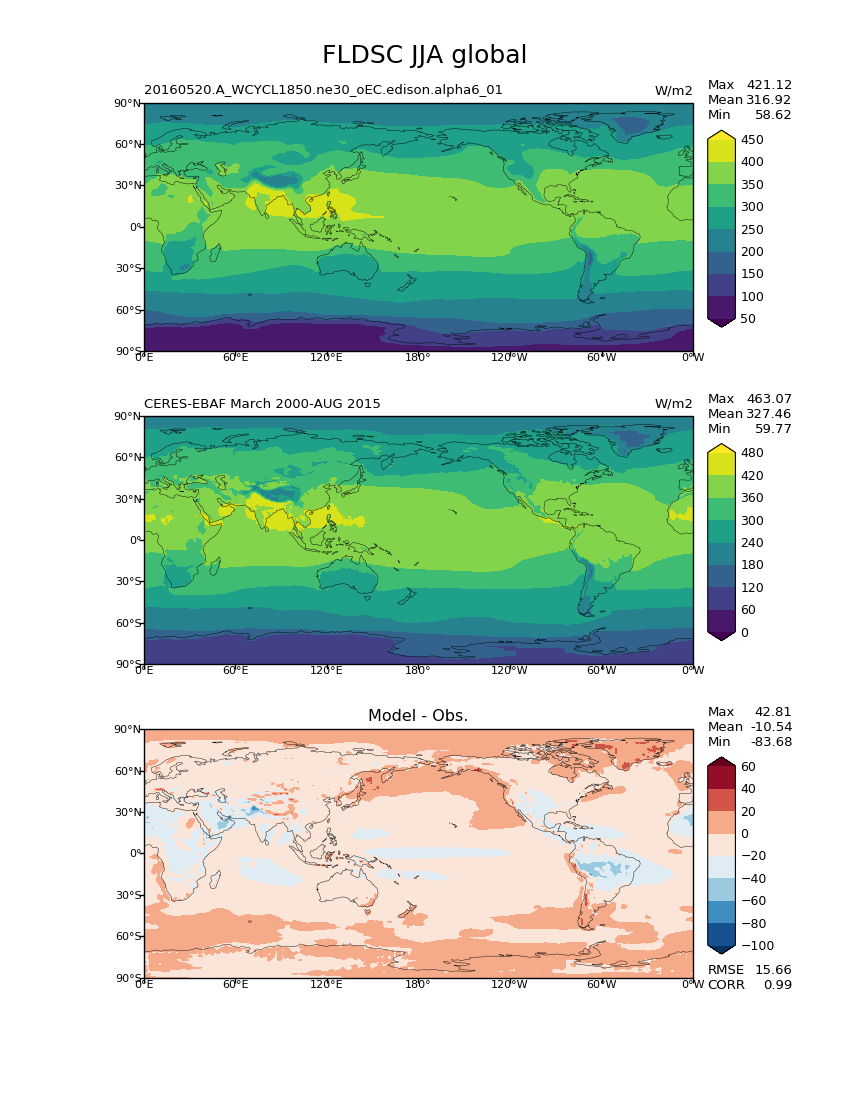 FLDSC JJA global
20160520.A_WCYCL1850.ne30_oEC.edison.alpha6_01 W/m2
Max 421.12
Mean 316.92
Min 58.62
90°N
60°N
30°N
0°
30°S
60°S
90°S
0°E 60°E 120°E 180° 120°W 60°W 0°W
450
400
350
300
250
200
150
100
50
CERES-EBAF March 2000-AUG 2015 W/m2
Max 463.07
Mean 327.46
Min 59.77
90°N
60°N
30°N
0°
30°S
60°S
90°S
0°E 60°E 120°E 180° 120°W 60°W 0°W
480
420
360
300
240
180
120
60
0
Model - Obs.
Max 42.81
Mean -10.54
Min -83.68
90°N
60°N
30°N
0°
30°S
60°S
90°S
0°E 60°E 120°E 180° 120°W 60°W 0°W
60
40
20
0
−20
−40
−60
−80
−100
RMSE 15.66
CORR 0.99